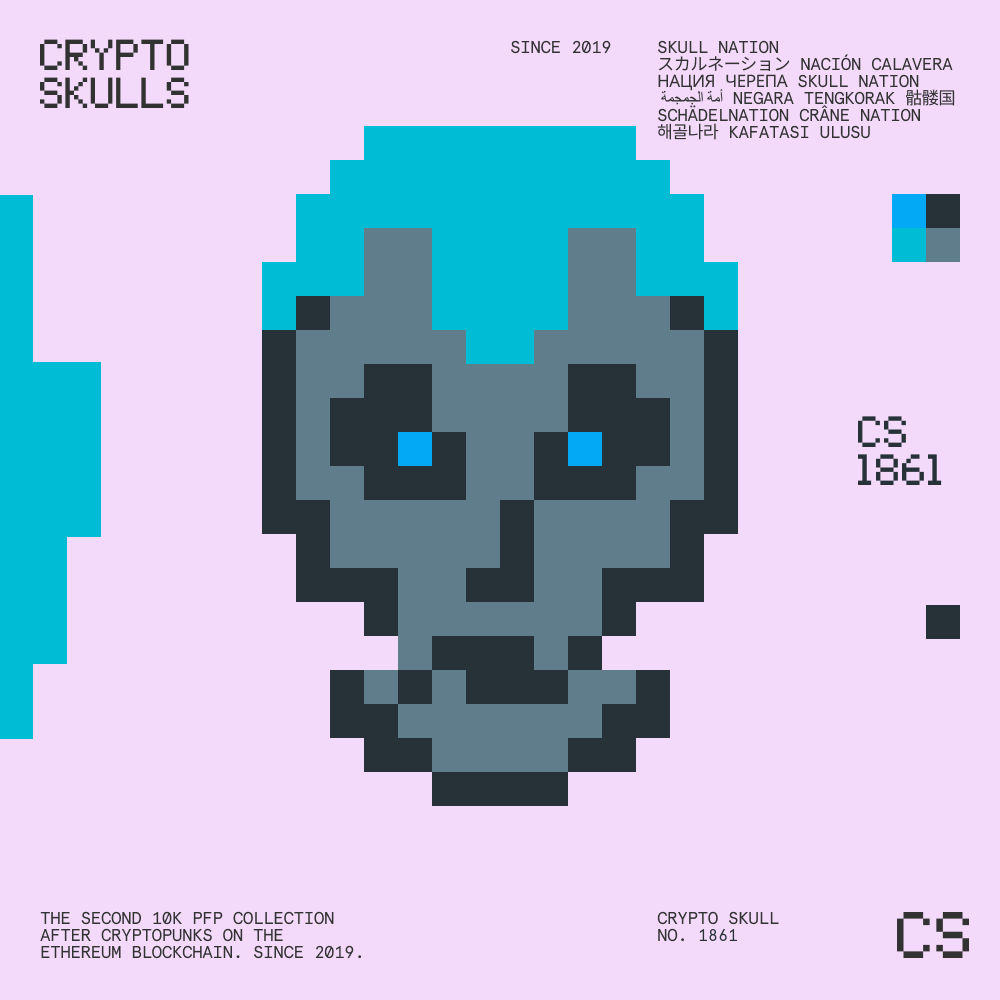 CRYPTO
SKULLS
SINCE 2019
SKULL NATION
スカルネーション NACIÓN CALAVERA
НАЦИЯ ЧЕРЕПА SKULL NATION
أمة الجمجمة NEGARA TENGKORAK 骷髅国
SCHÄDELNATION CRÂNE NATION
해골나라 KAFATASI ULUSU
CS
1861
THE SECOND 10K PFP COLLECTION
AFTER CRYPTOPUNKS ON THE
ETHEREUM BLOCKCHAIN. SINCE 2019.
CRYPTO SKULL
NO. 1861
CS